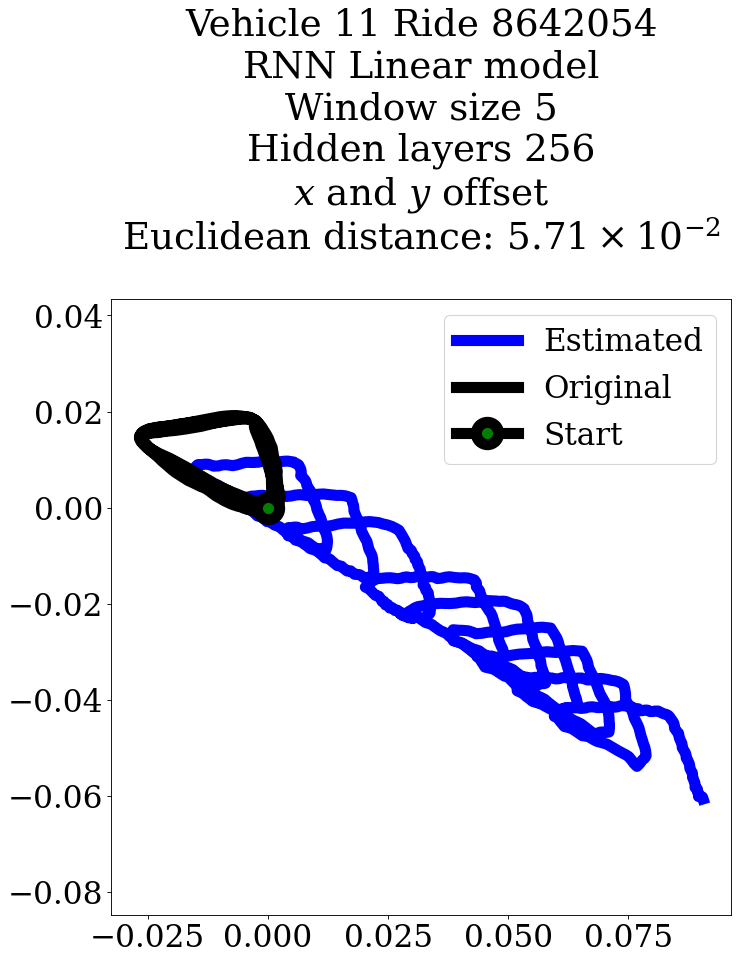 Vehicle 11 Ride 8642054
RNN Linear model
Window size 5
Hidden layers 256
x and y offset
Euclidean distance: 5.71 × 10⁻²
0.04
0.02
0.00
−0.02
−0.04
−0.06
−0.08
Estimated
Original
Start
−0.025 0.000 0.025 0.050 0.075